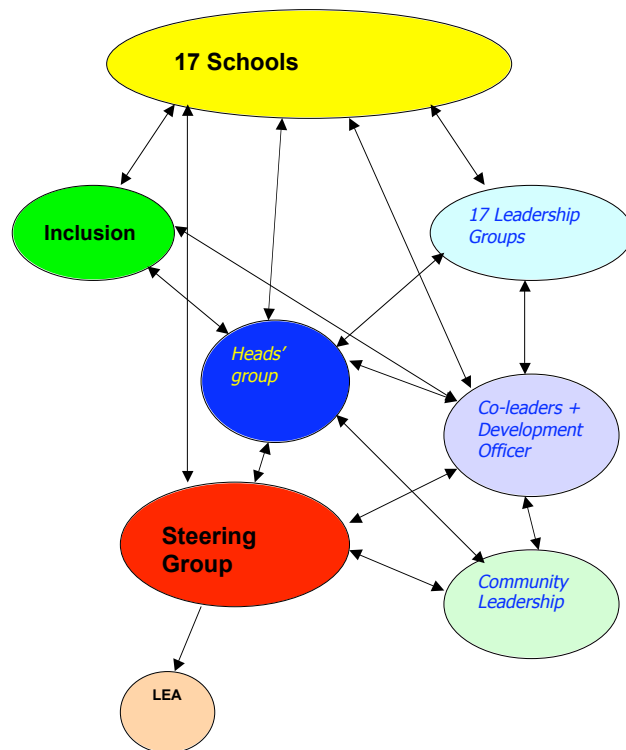 17 Schools
Inclusion
17 Leadership
Groups
Heads’
group
Co-leaders +
Development
Officer
Steering
Group
Community
Leadership
LEA